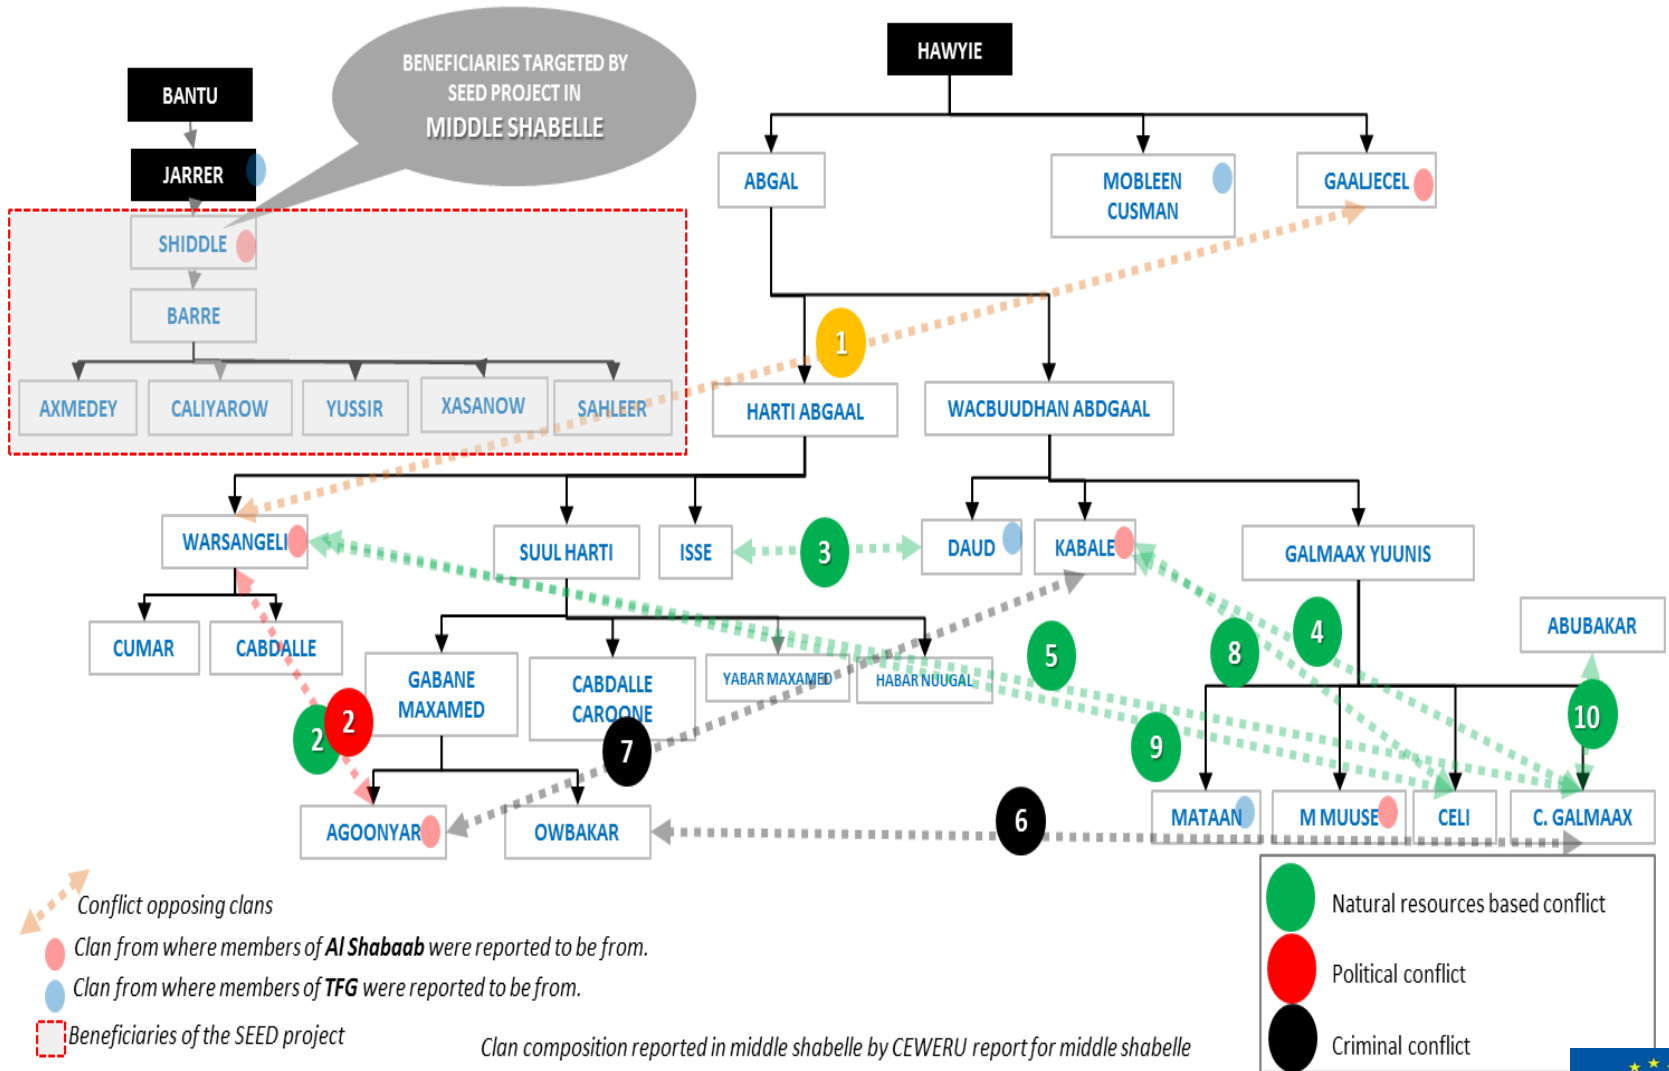 HAWYIE
BENEFICIARIES TARGETED BY
SEED PROJECT IN
MIDDLE SHABELLE
BANTU
JARRER
ABGAL
MOBLEEN
CUSMAN
GAALJECEL
SHIDDLE
BARRE
1
AXMEDEY
CALIYAROW
YUSSIR
XASANOW
SAHLEER
HARTI ABGAAL
WACBUUDHAN ABDGAAL
WARSANGELI
SUUL HARTI
ISSE
3
DAUD
KABALE
GALMAAX YUUNIS
CUMAR
CABDALLE
GABANE
MAXAMED
CABDALLE
CAROONE
YABAR MAXAMED
HABAR NUUGAL
5
8
4
ABUBAKAR
2
2
7
9
10
AGOONYAR
OWBAKAR
6
MATAAN
M MUUSE
CELI
C. GALMAAX
Conflict opposing clans
Clan from where members of Al Shabaab were reported to be from.
Clan from where members of TFG were reported to be from.
Beneficiaries of the SEED project
Clan composition reported in middle shabelle by CEWERU report for middle shabelle
Natural resources based conflict
Political conflict
Criminal conflict